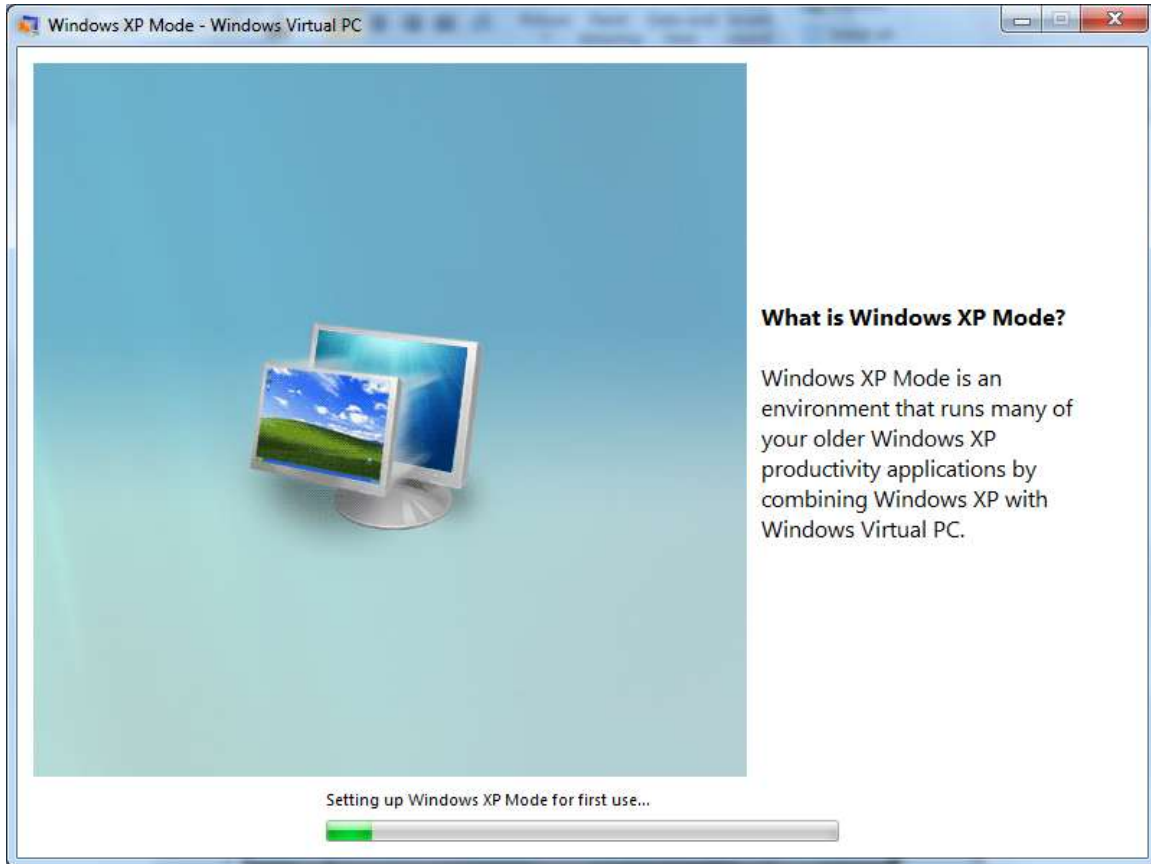 Windows XP Mode - Windows Virtual PC
What is Windows XP Mode?
Windows XP Mode is an
environment that runs many of
your older Windows XP
productivity applications by
combining Windows XP with
Windows Virtual PC.
Setting up Windows XP Mode for first use...